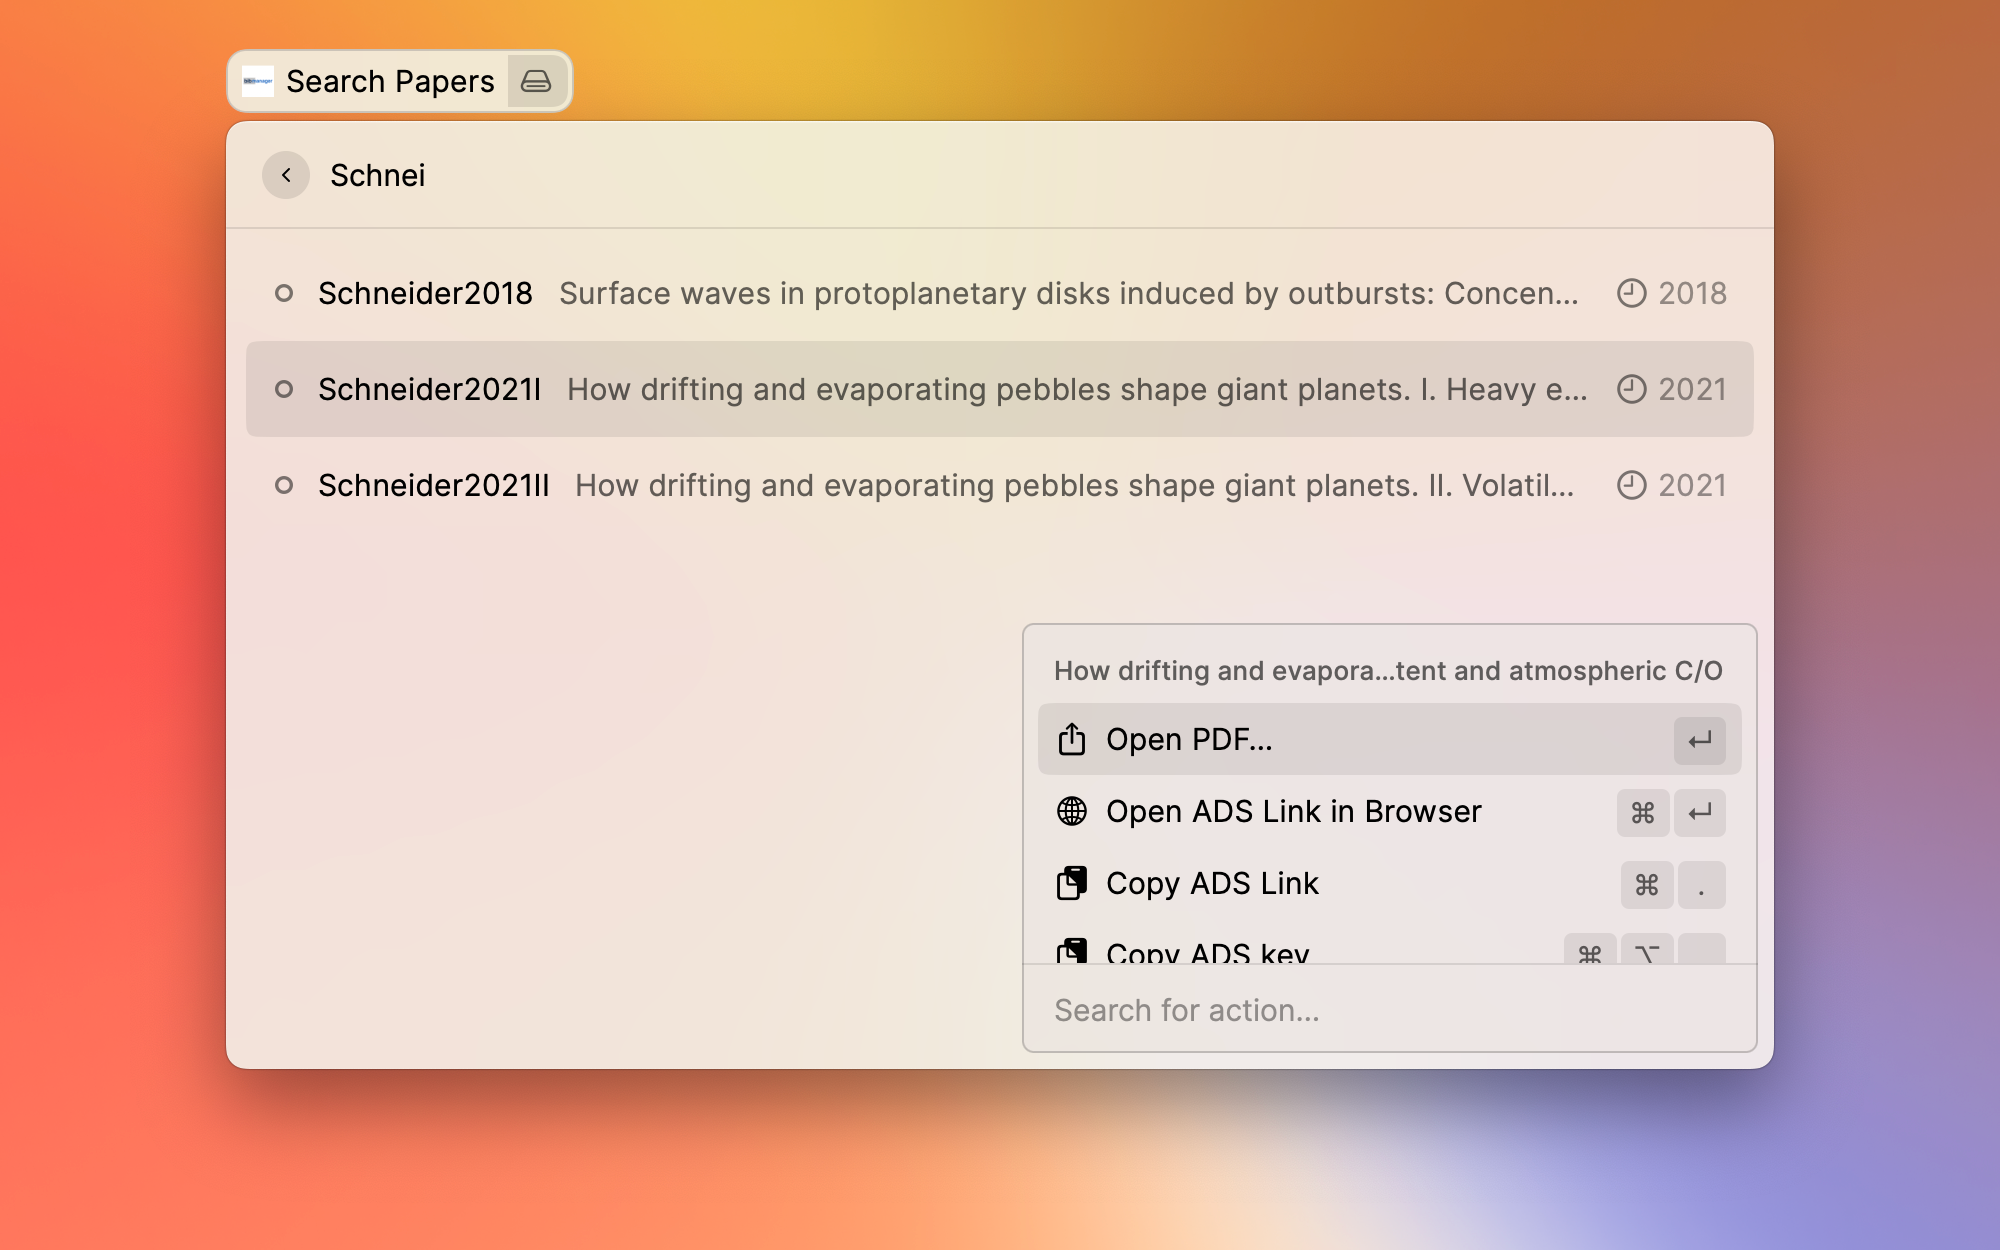 Search Papers
Schnei
Schneider2018 Surface waves in protoplanetary disks induced by outbursts: Concen... 2018
Schneider2021I How drifting and evaporating pebbles shape giant planets. I. Heavy e... 2021
Schneider2021II How drifting and evaporating pebbles shape giant planets. II. Volatil... 2021
How drifting and evapora...tent and atmospheric C/O
Open PDF... ↵
Open ADS Link in Browser ⌘ ↵
Copy ADS Link ⌘ .
Copy ADS key ⌘ ⌥
Search for action...